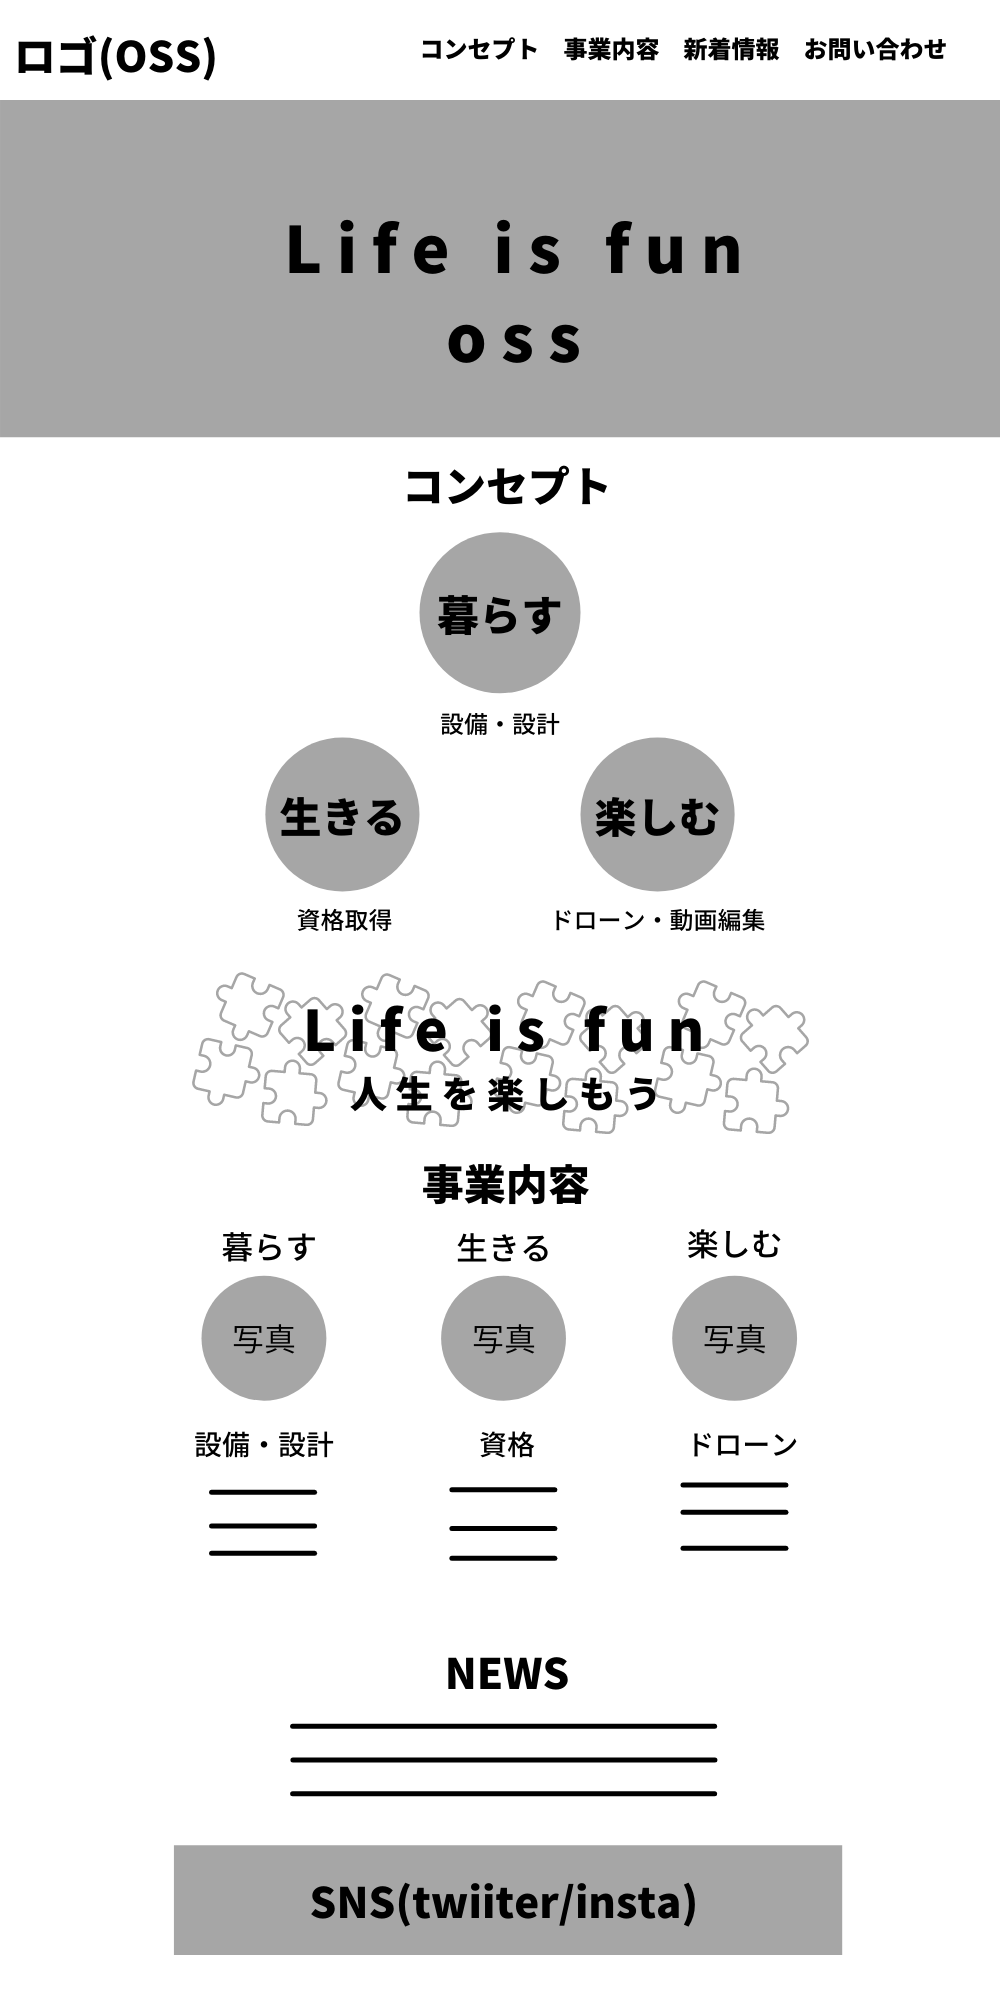 ロゴ(OSS)
コンセプト 事業内容 新着情報 お問い合わせ
Life is fun
oss
コンセプト
暮らす
設備・設計
生きる 楽しむ
資格取得 ドローン・動画編集
Life is fun
人生を楽しもう
事業内容
暮らす 生きる 楽しむ
写真 写真 写真
設備・設計 資格 ドローン
NEWS
SNS(twiiter/insta)